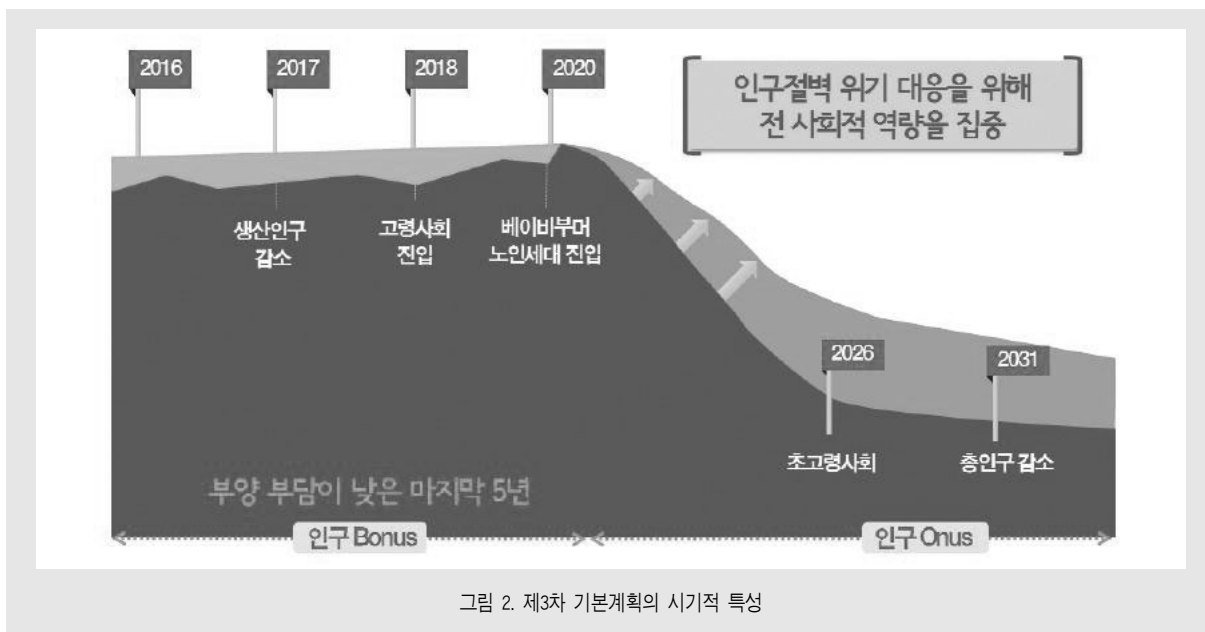 2016
2017
2018
2020
인구절벽 위기 대응을 위해
전 사회적 역량을 집중
생산인구
감소
고령사회
진입
베이비부머
노인세대 진입
2026
2031
초고령사회
총인구 감소
부양 부담이 낮은 마지막 5년
인구 Bonus
인구 Onus
그림 2. 제3차 기본계획의 시기적 특성